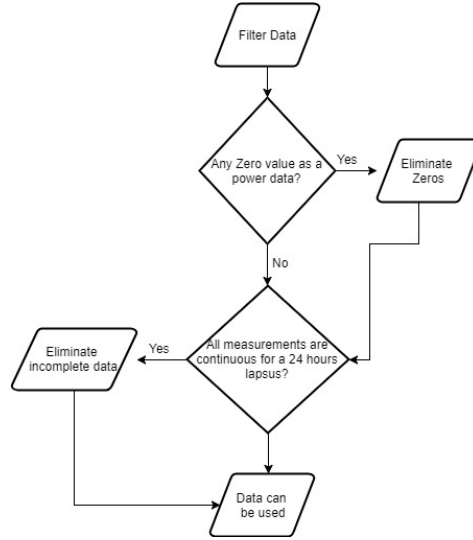 Filter Data
Any Zero value as a
power data?
Yes
Eliminate
Zeros
No
All measurements are
continuous for a 24 hours
lapsus?
Yes
Eliminate
incomplete data
Data can
be used